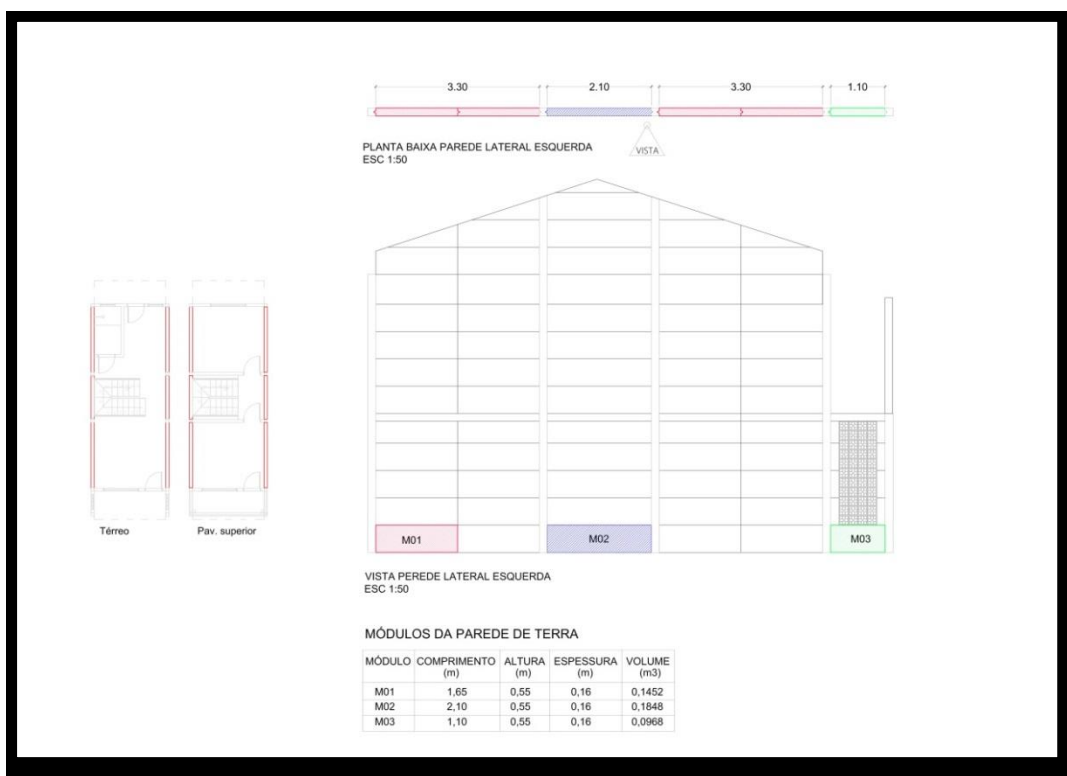 3.30 2.10 3.30 1.10
PLANTA BAIXA PAREDE LATERAL ESQUERDA
ESC 1:50
VISTA
Térreo Pav. superior
M01 M02 M03
VISTA PEREDE LATERAL ESQUERDA
ESC 1:50
MÓDULOS DA PAREDE DE TERRA
MÓDULO COMPRIMENTO ALTURA ESPESSURA VOLUME
(m) (m) (m) (m3)
M01 1,65 0,55 0,16 0,1452
M02 2,10 0,55 0,16 0,1848
M03 1,10 0,55 0,16 0,0968